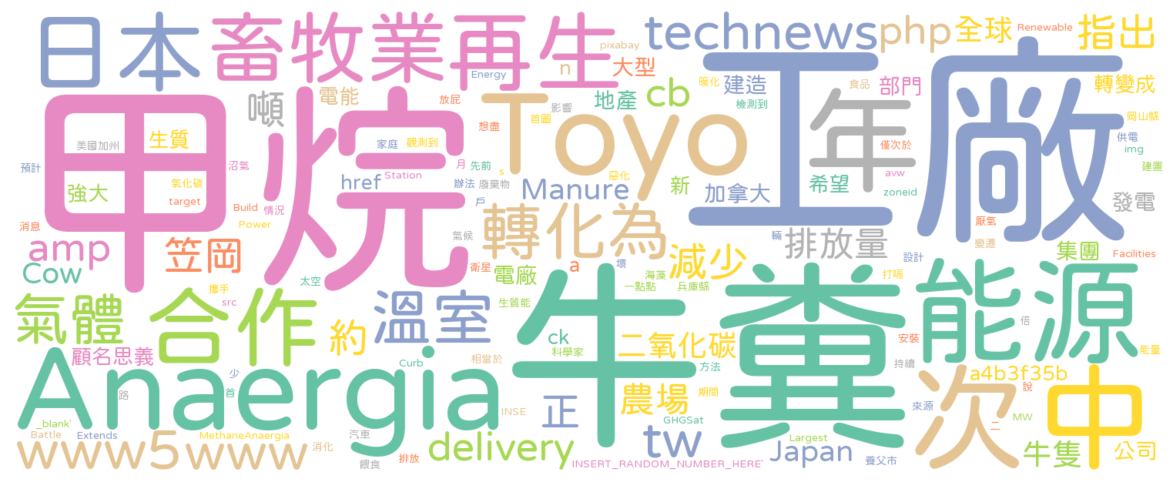 日本
畜牧業
再生
pixabay
technews
php
全球
Renewable
指出
Energy
n
大型
暖化
建造
食品
部門
轉變成
噸
電能
放屁
影響
地產
cb
檢測到
岡山縣
甲烷
工廠
Toyo
年
美國加州
生質
家庭
觀測到
想盡
首圖
僅次於
供電
img
預計
沼氣
月
先前
s
惡化
avw
建置
強大
氧化碳
href
Station
辦法
廢棄物
Manure
新
加拿大
希望
zoneid
target
Build
情況
戶
發電
消息
Power
轉化為
輛
厭氧
amp
笠岡
氣候
排放量
變遷
設計
集團
Facilities
Cow
衛星
a
壞
減少
太空
電廠
海藻
打嗝
一點點
兵庫縣
攜手
src
生質能
牛糞
能源
氣體
合作
溫室
約
倍
ck
二氧化碳
安裝
能量
顧名思義
科學家
相當於
Curb
方法
持續
少
首
路
a4b3f35b
說
Anaergia
期間
來源
次中
農場
INSE
正
_blank'
GHGSat
MW
二
Battle
Extends
MethaneAnaergia
消化
汽車
tw
Largest
www5www
delivery
Japan
牛隻
公司
餵食
排放
INSERT_RANDOM_NUMBER_HERE'
養父市